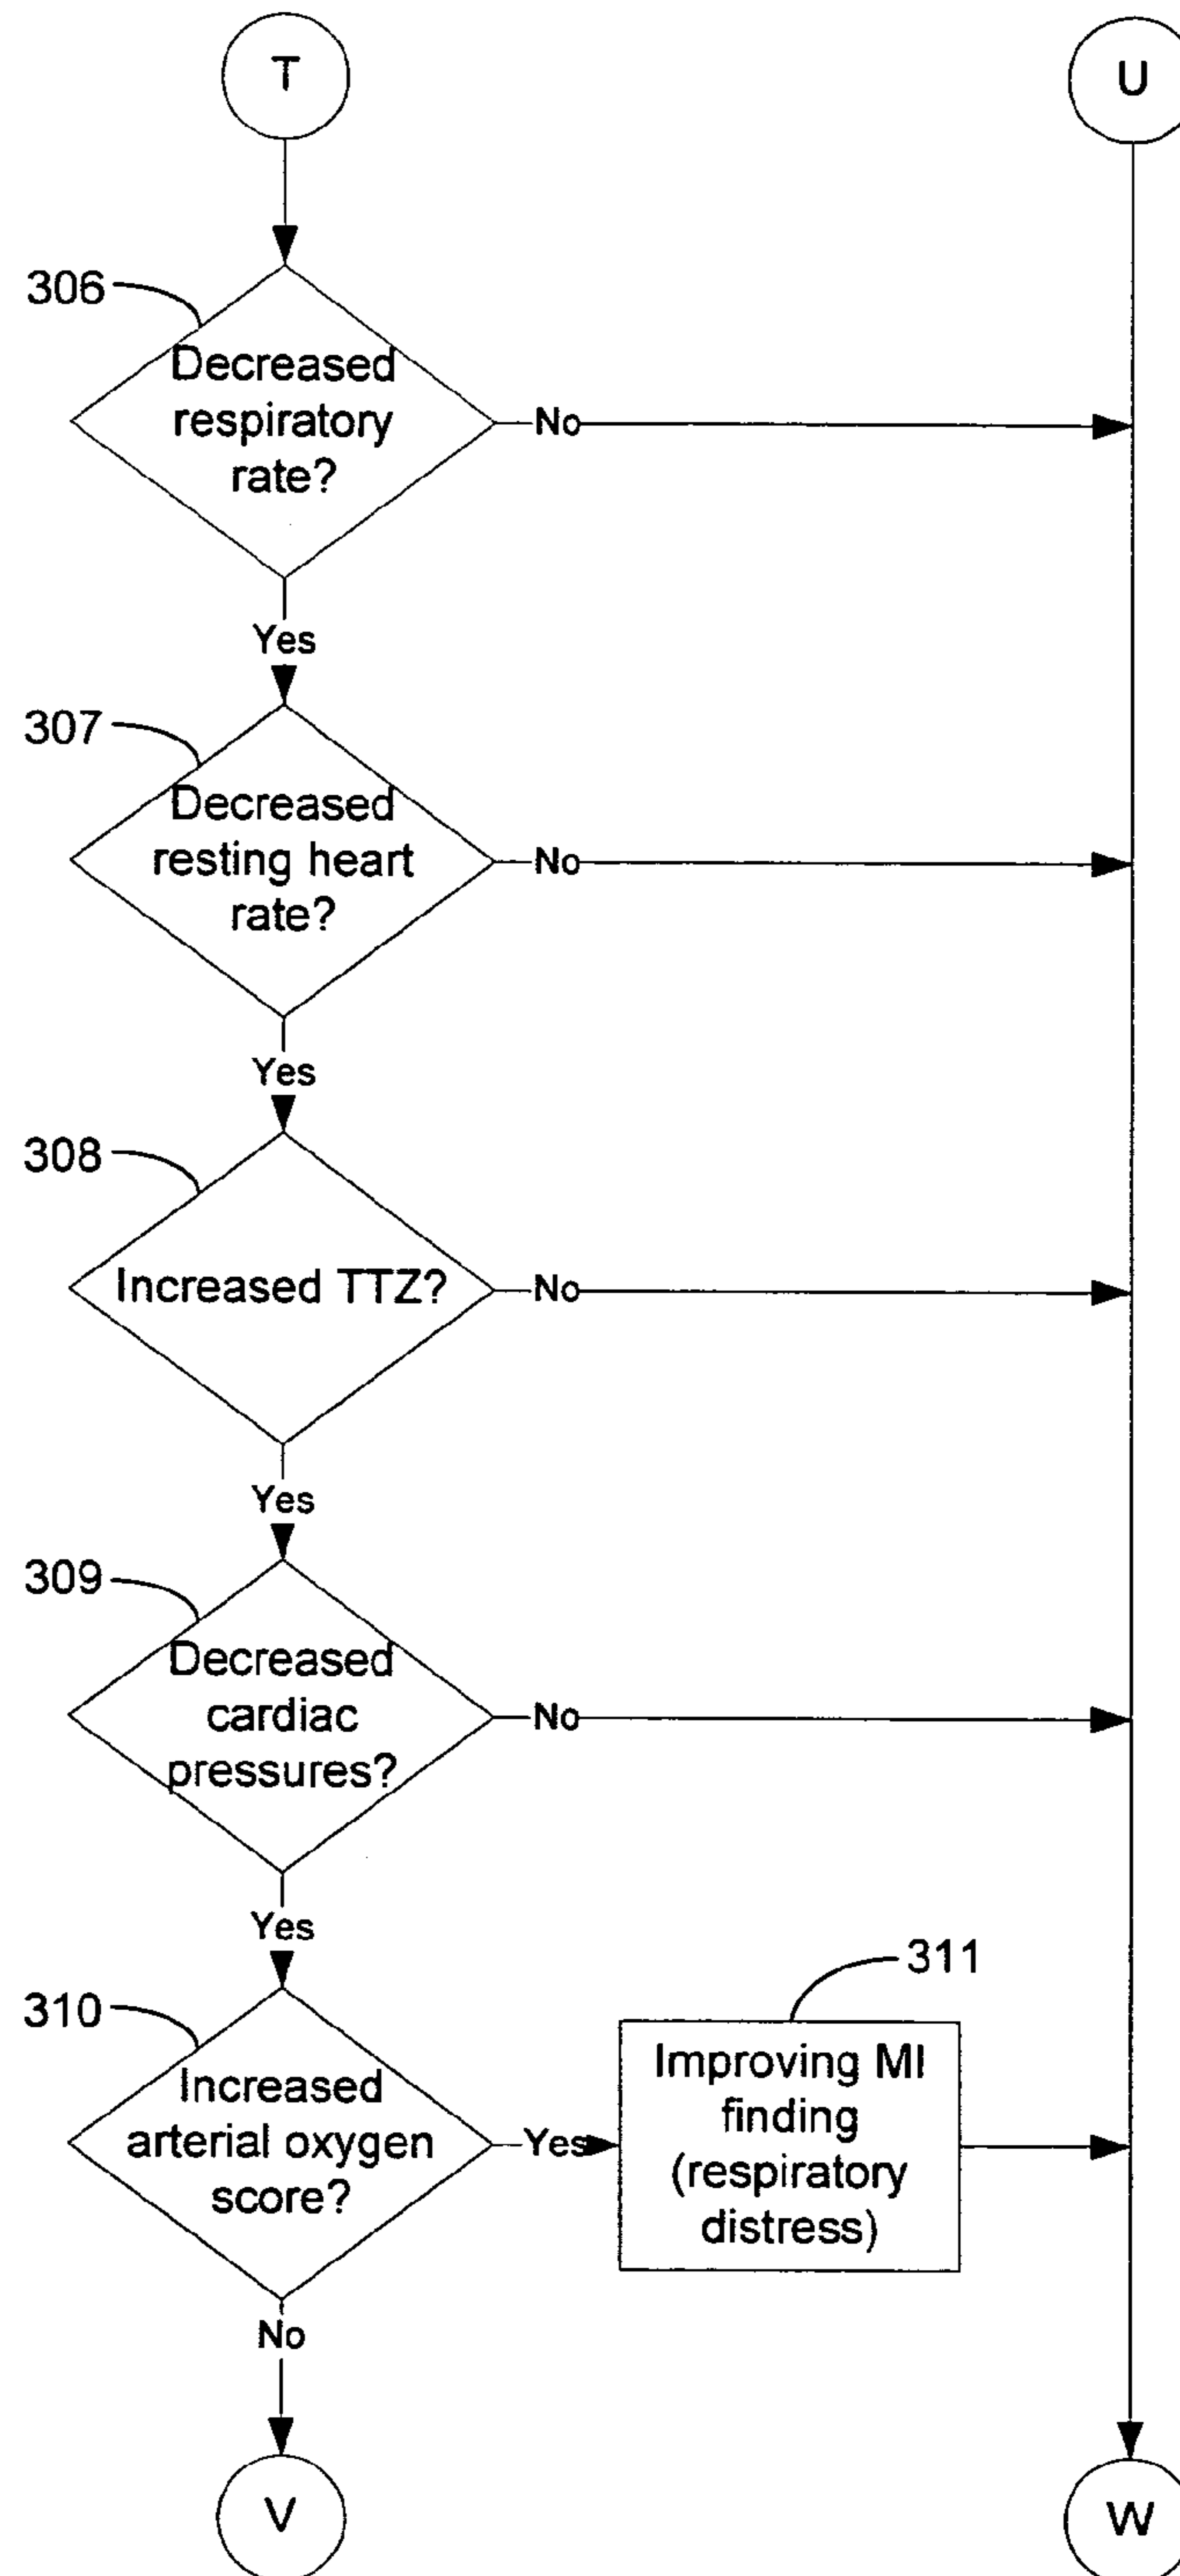 T
U
306
Decreased
respiratory
rate?
No
Yes
307
Decreased
resting heart
rate?
No
Yes
308
Increased TTZ?
No
Yes
309
Decreased
cardiac
pressures?
No
Yes
310
Increased
arterial oxygen
score?
Yes
311
Improving MI
finding
(respiratory
distress)
No
V
W